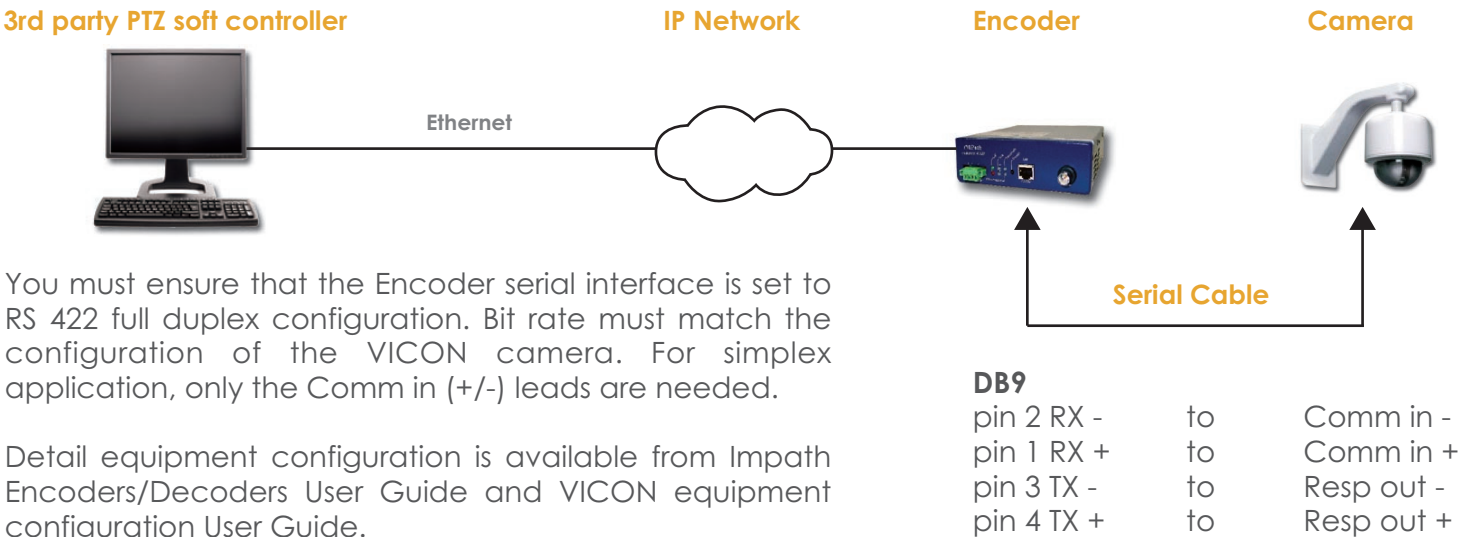 3rd party PTZ soft controller IP Network Encoder Camera
Ethernet
You must ensure that the Encoder serial interface is set to
RS 422 full duplex configuration. Bit rate must match the
configuration of the VICON camera. For simplex
application, only the Comm in (+/-) leads are needed.
Detail equipment configuration is available from Impath
Encoders/Decoders User Guide and VICON equipment
configuration User Guide.
Serial Cable
DB9
pin 2 RX - to Comm in -
pin 1 RX + to Comm in +
pin 3 TX - to Resp out -
pin 4 TX + to Resp out +